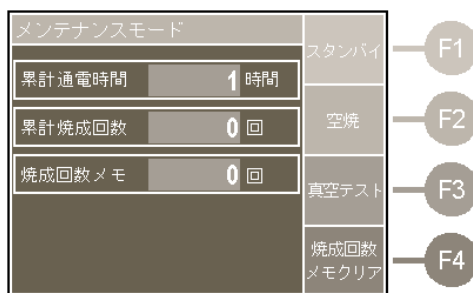 メンテナンスモード
累計通電時間 1 時間
累計焼成回数 0 回
焼成回数メモ 0 回
スタンバイ
空焼
真空テスト
焼成回数
メモクリア
F1
F2
F3
F4